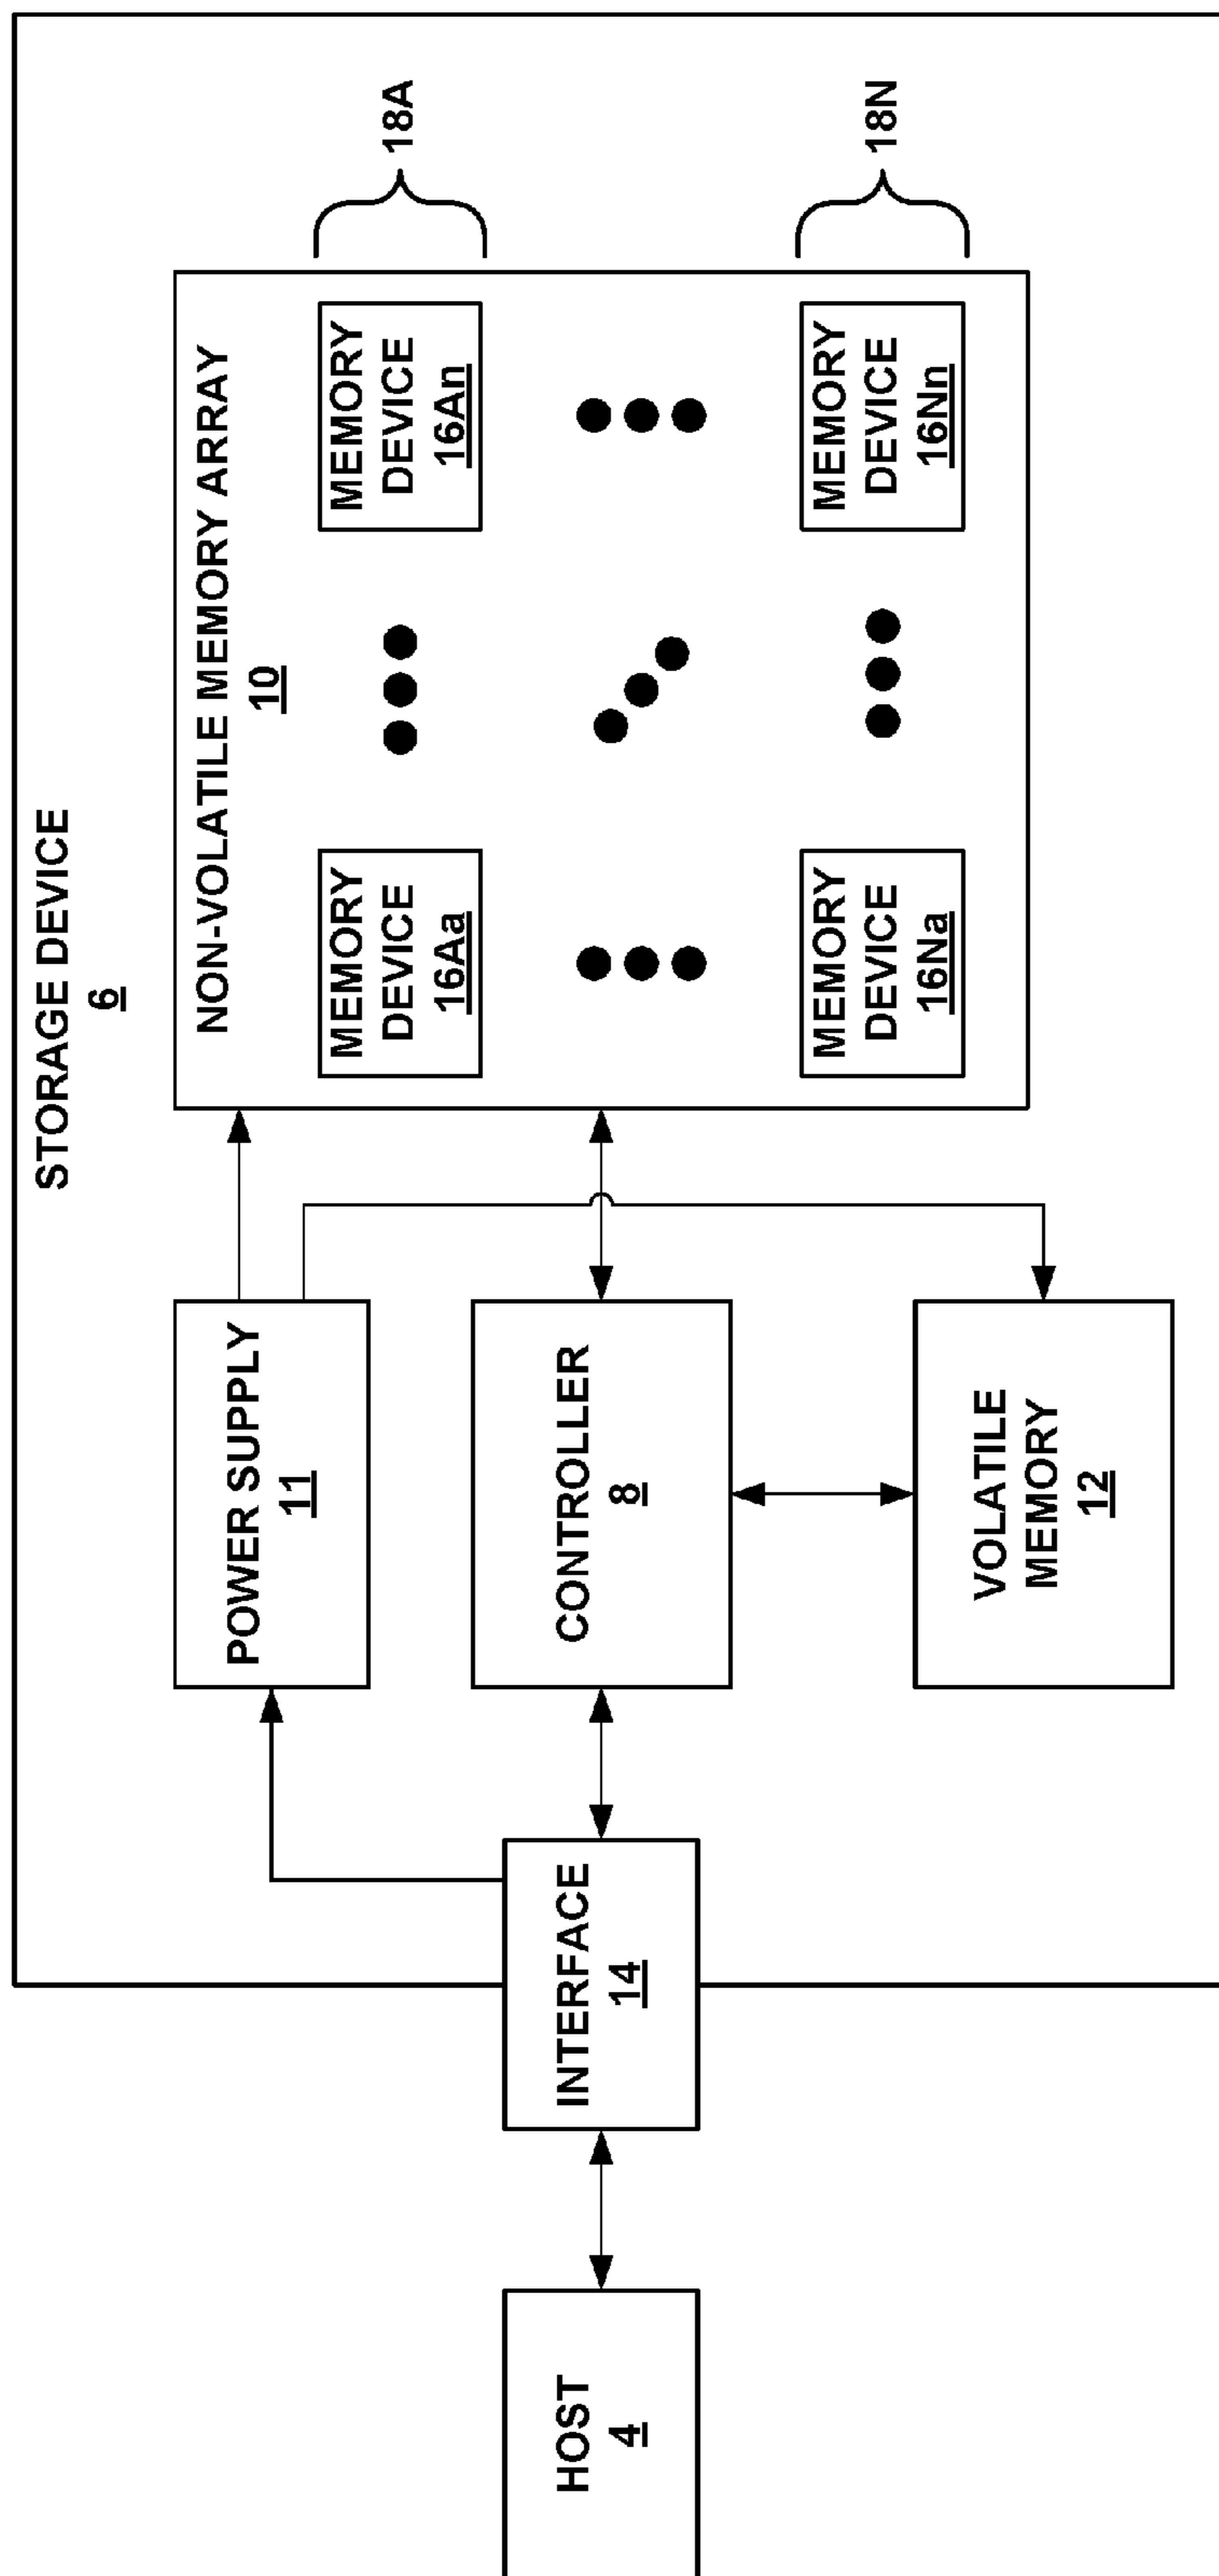 STORAGE DEVICE
6
HOST
4
INTERFACE
14
POWER SUPPLY
11
CONTROLLER
8
VOLATILE
MEMORY
12
NON-VOLATILE MEMORY ARRAY
10
MEMORY
DEVICE
16Aa
MEMORY
DEVICE
16An
18A
MEMORY
DEVICE
16Na
MEMORY
DEVICE
16Nn
18N